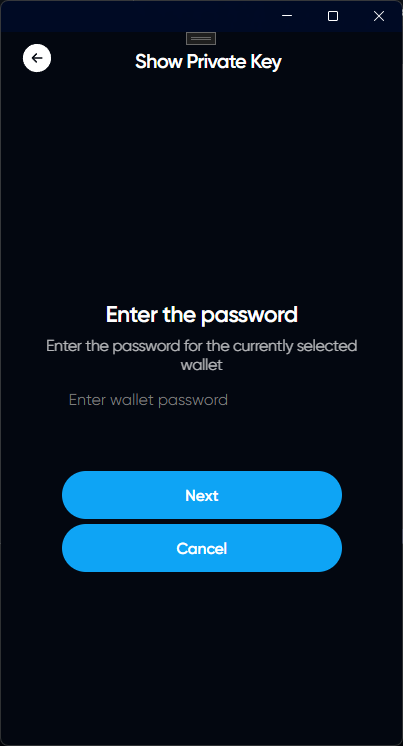 Show Private Key
Enter the password
Enter the password for the currently selected
wallet
Enter wallet password
Next
Cancel